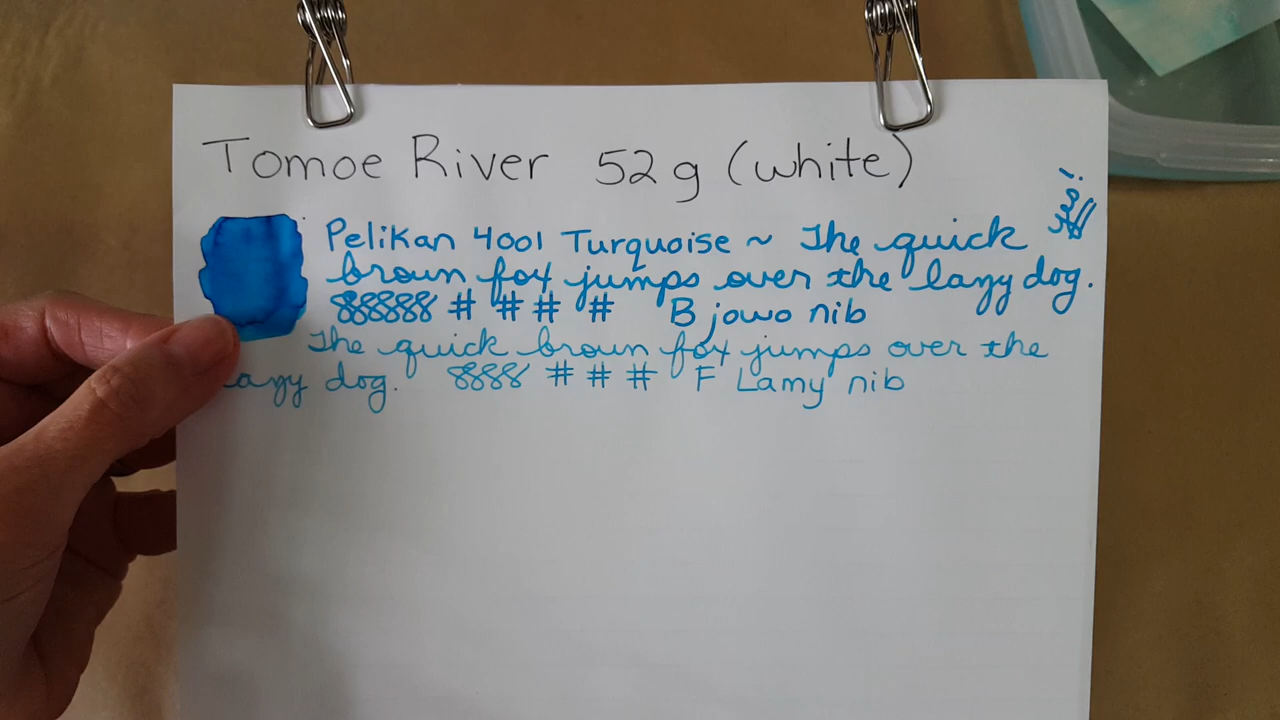 Tomoe River 52g (white)
Pelikan 4001 Turquoise ~ The quick
brown fox jumps over the lazy dog.
888888 # # # # B jowo nib
The quick brown fox jumps over the
lazy dog. 8888 # # # F Lamy nib